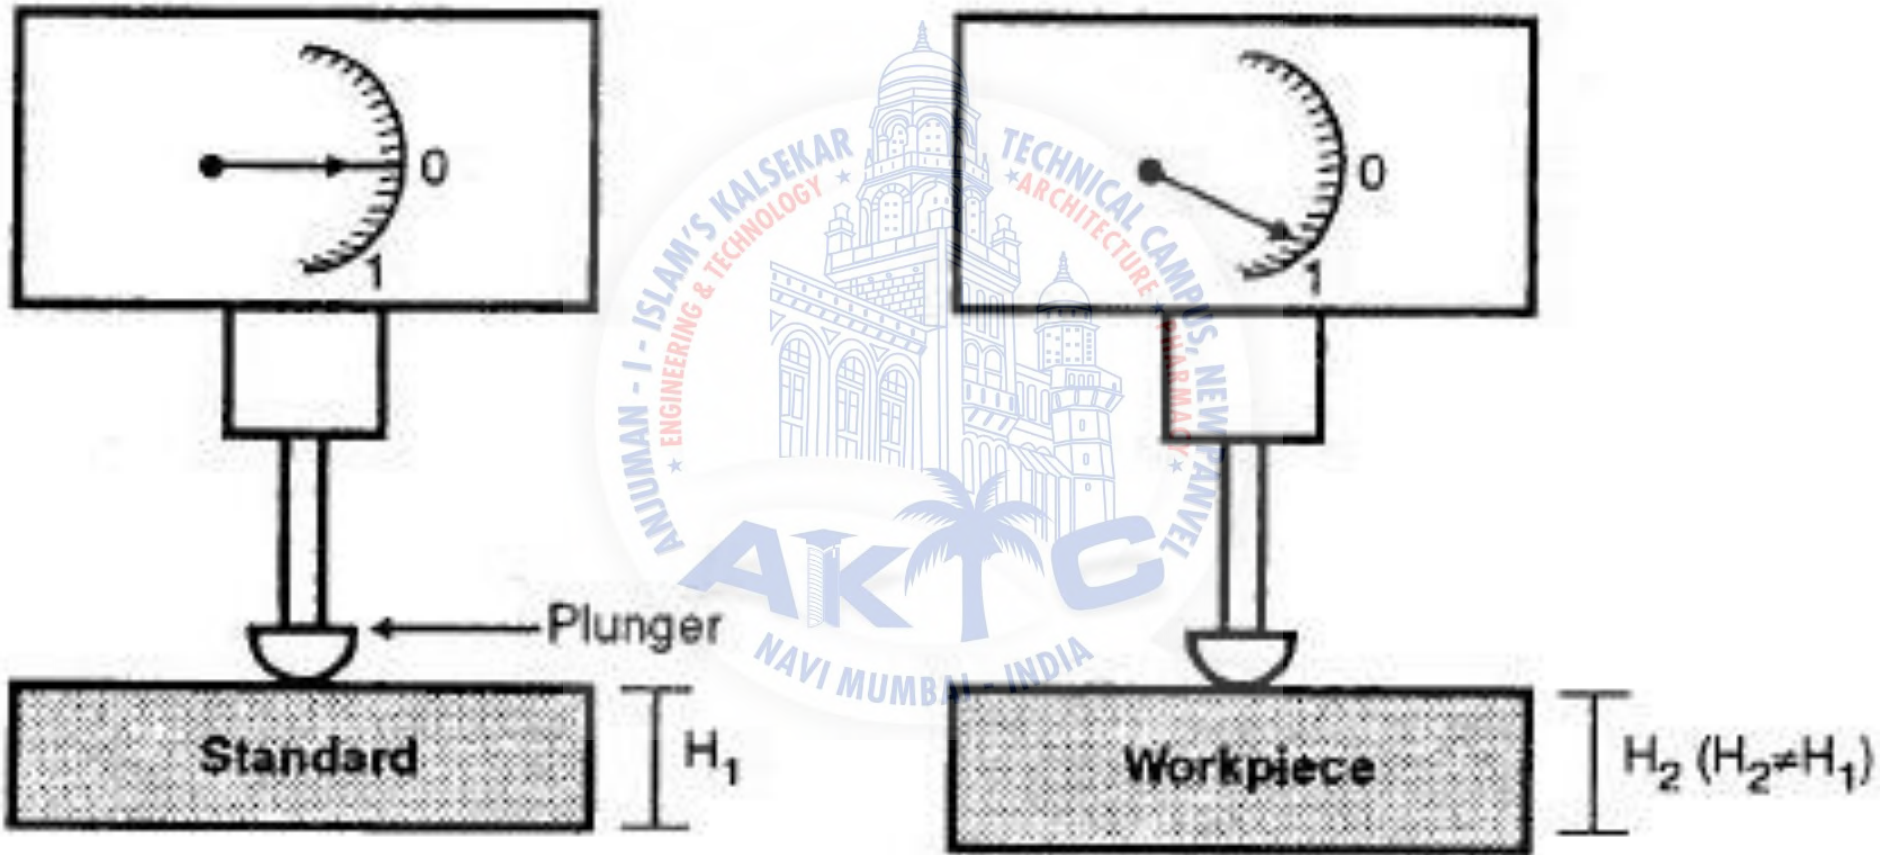 0
1
0
1
Plunger
Standard
H₁
Workpiece
H₂ (H₂≠H₁)
ANJUMAN - I - ISLAM'S KALSEKAR TECHNICAL CAMPUS, NEW PANVEL
★ ENGINEERING & TECHNOLOGY ★ ★ ARCHITECTURE ★ PHARMACY ★
AKTC
NAVI MUMBAI - INDIA